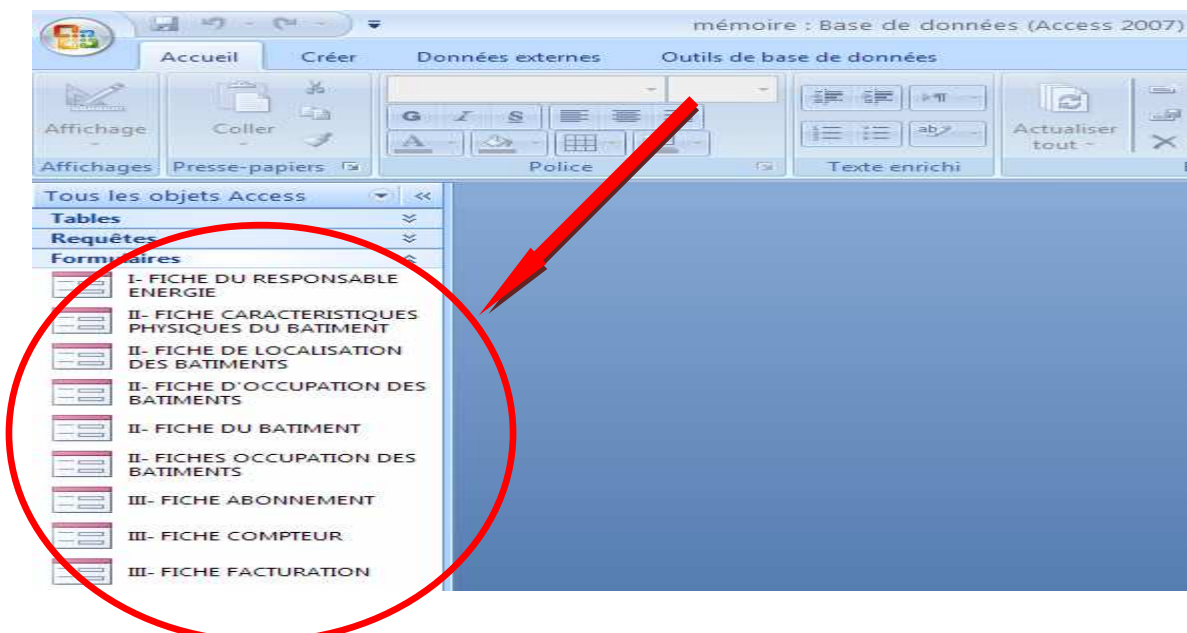 mémoire : Base de données (Access 2007)
Accueil Créer Données externes Outils de base de données
Affichage Coller G I S Actualiser tout
Affichages Presse-papiers Police Texte enrichi
Tous les objets Access
Tables
Requêtes
Formulaires
I- FICHE DU RESPONSABLE
ENERGIE
II- FICHE CARACTERISTIQUES
PHYSIQUES DU BATIMENT
II- FICHE DE LOCALISATION
DES BATIMENTS
II- FICHE D'OCCUPATION DES
BATIMENTS
II- FICHE DU BATIMENT
II- FICHES OCCUPATION DES
BATIMENTS
III- FICHE ABONNEMENT
III- FICHE COMPTEUR
III- FICHE FACTURATION